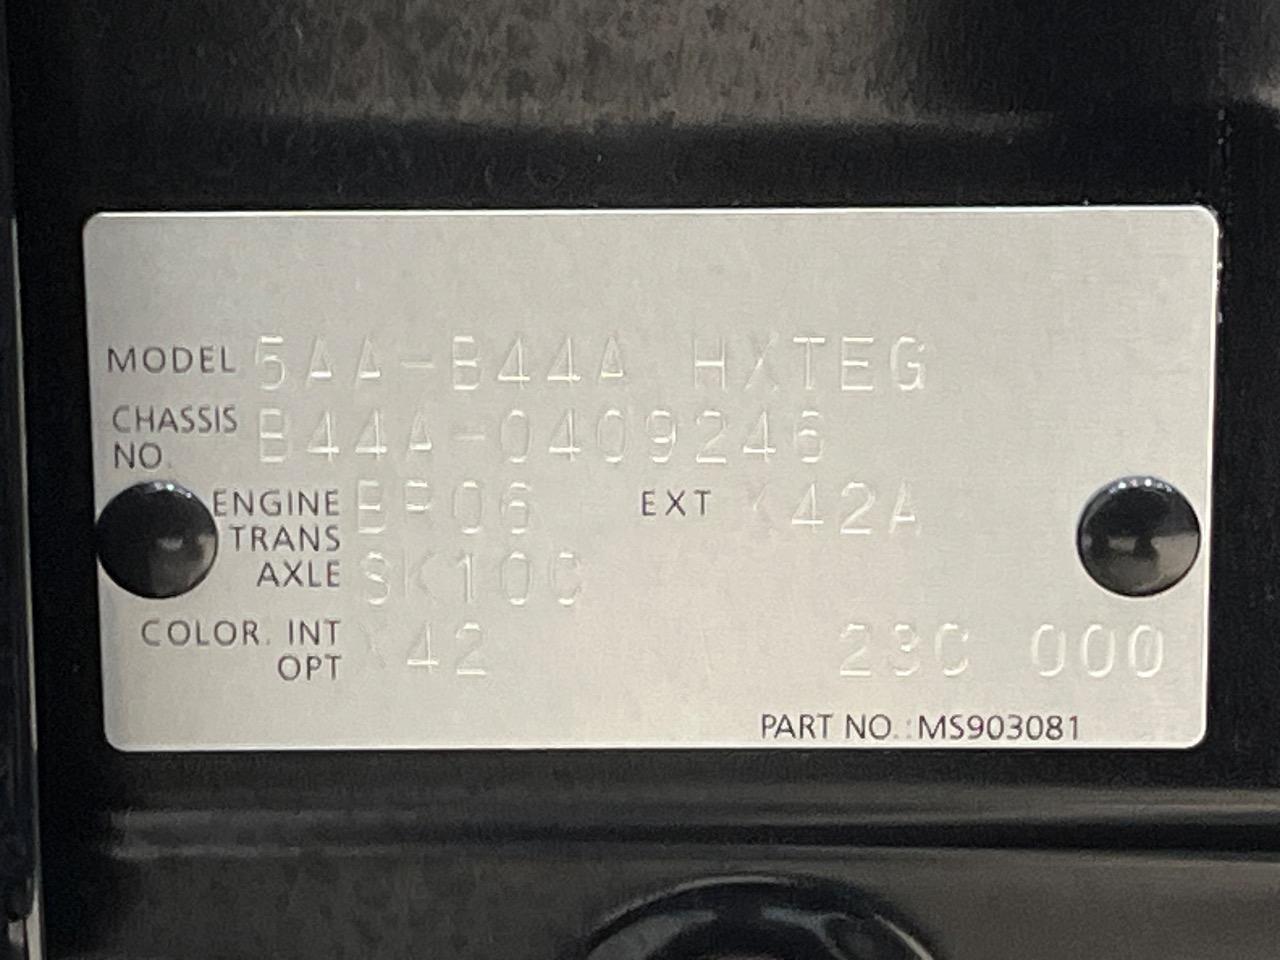 MODEL 5AA-B44A HXTEG
CHASSIS NO. B44A-0409246
ENGINE BR06 EXT X42A
TRANS
AXLE SK10C
COLOR. INT X42 23C 000
OPT
PART NO.:MS903081